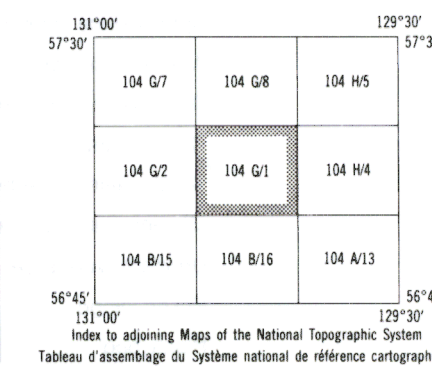 131°00' 129°30'
57°30' 57°3
104 G/7 104 G/8 104 H/5
104 G/2 104 G/1 104 H/4
104 B/15 104 B/16 104 A/13
56°45' 56°4
131°00' 129°30'
Index to adjoining Maps of the National Topographic System
Tableau d'assemblage du Système national de référence cartograph